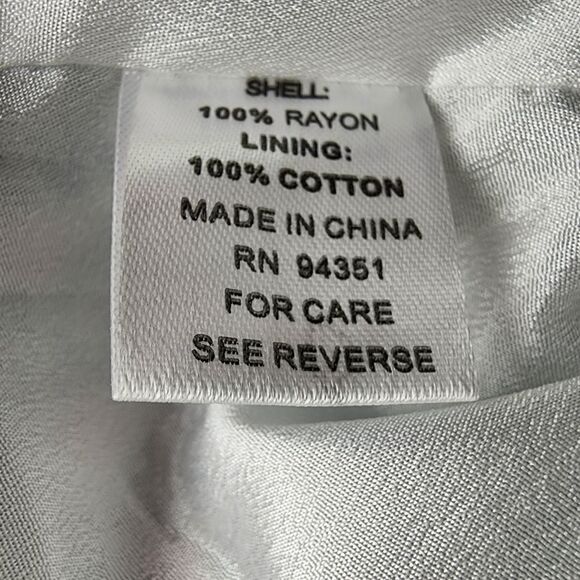 SHELL:
100% RAYON
LINING:
100% COTTON
MADE IN CHINA
RN 94351
FOR CARE
SEE REVERSE